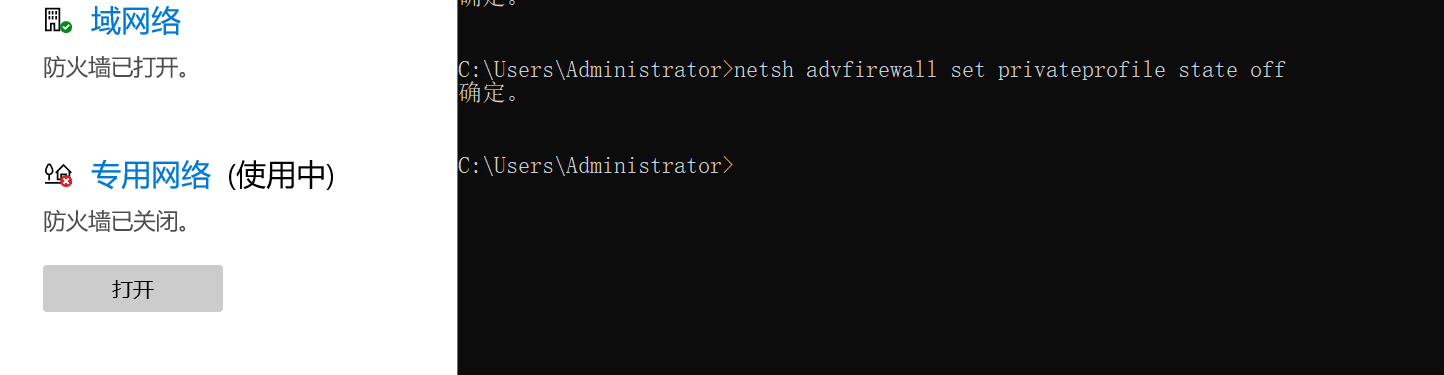 域网络
防火墙已打开。
专用网络 (使用中)
防火墙已关闭。
打开
确定。
C:\Users\Administrator>netsh advfirewall set privateprofile state off
确定。
C:\Users\Administrator>